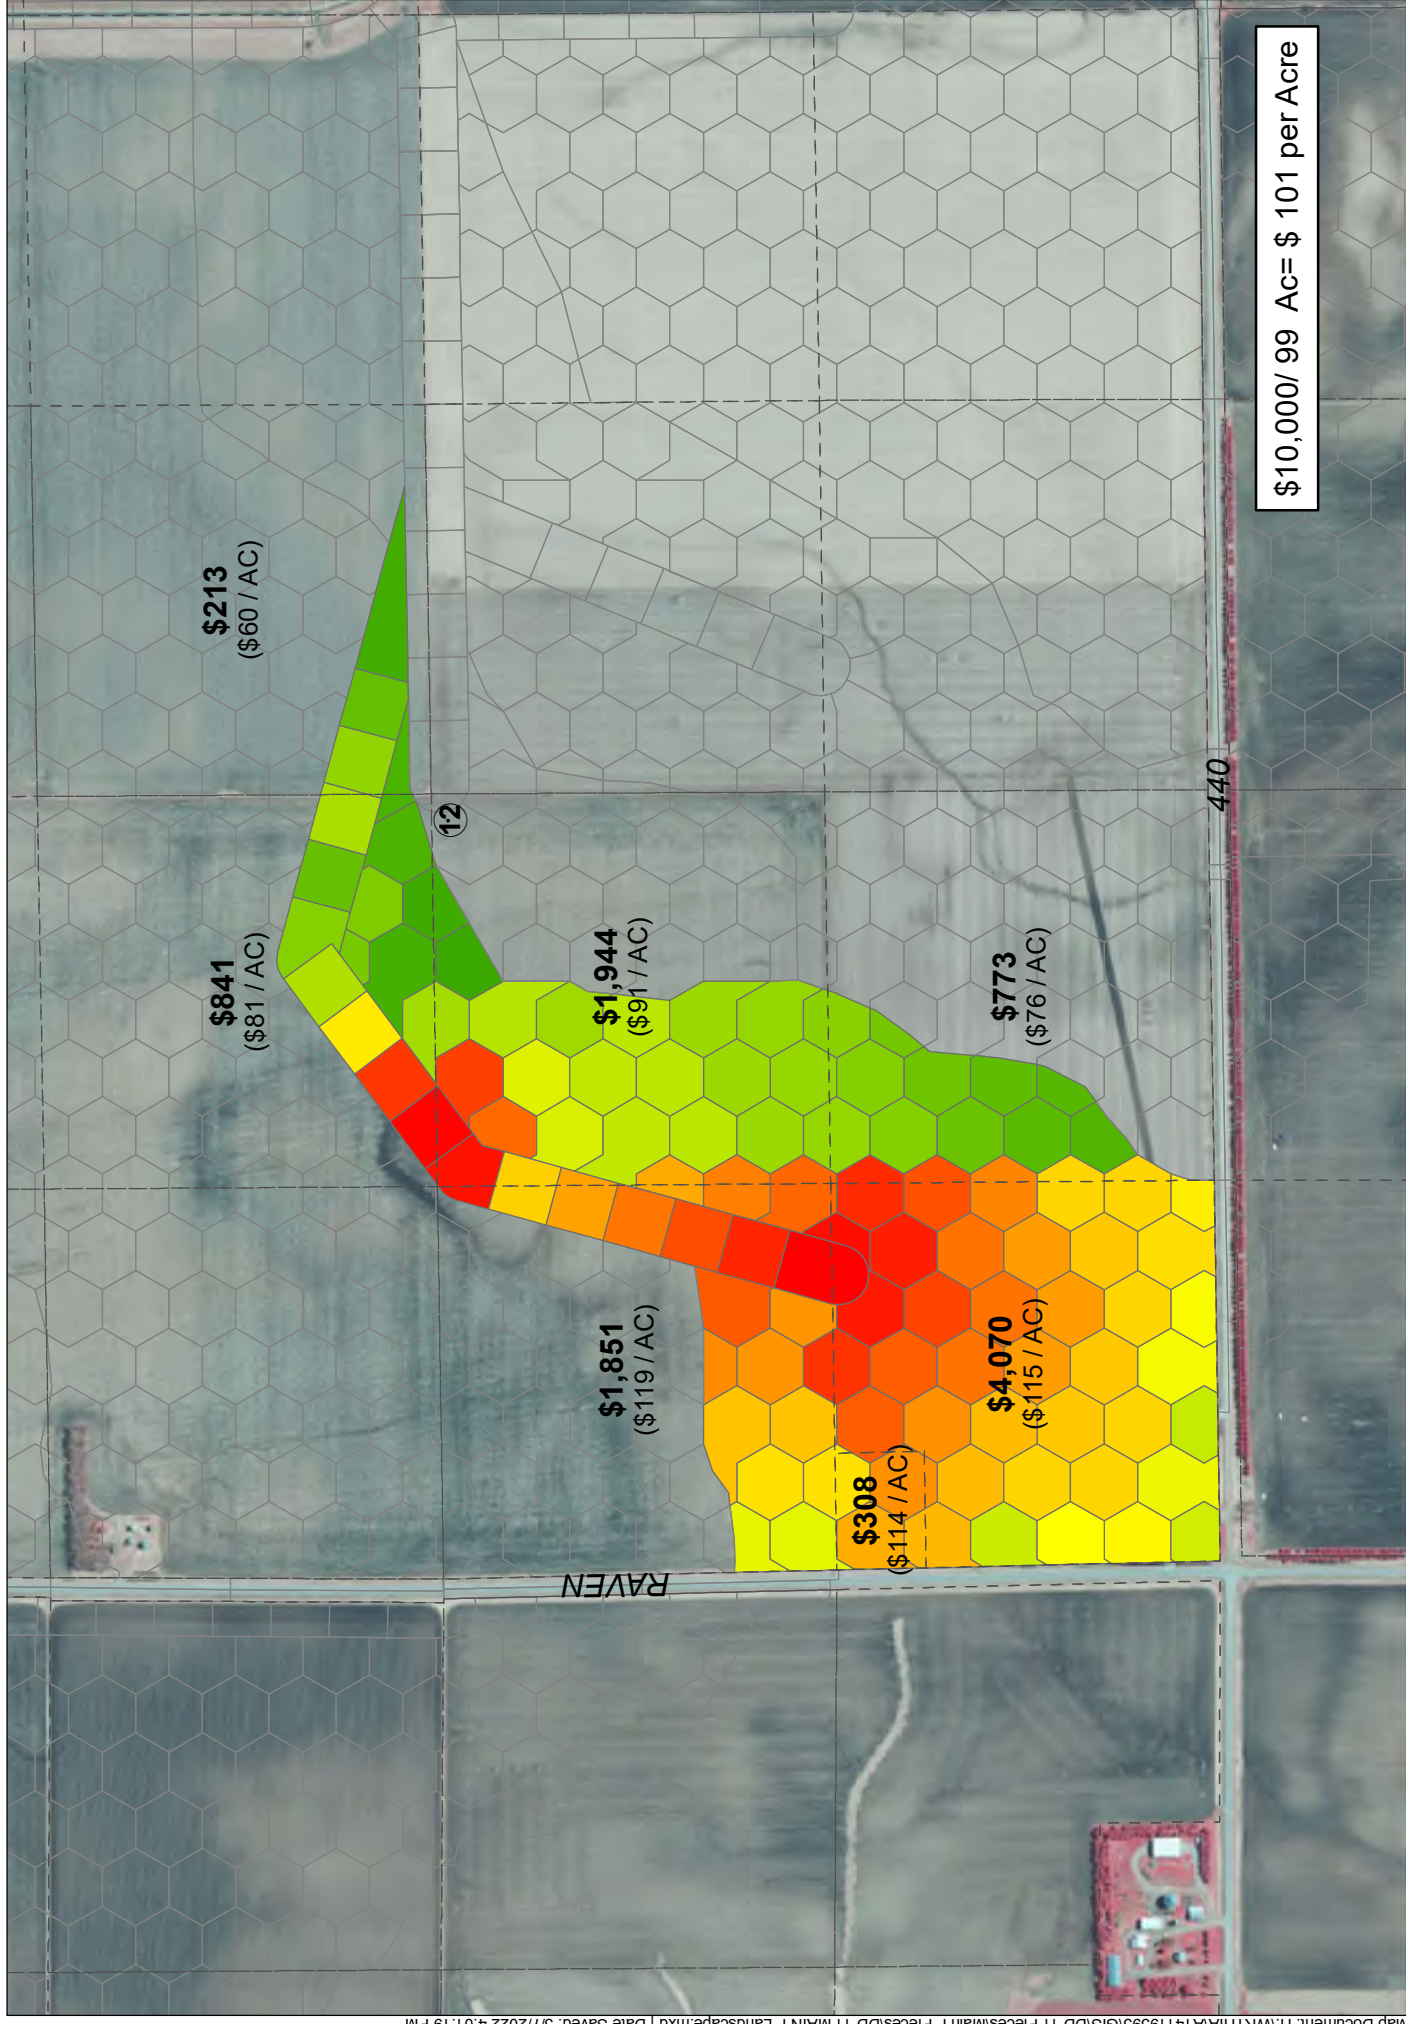 $213
($60 / AC)
$841
($81 / AC)
12
$1,944
($91 / AC)
$773
($76 / AC)
440
$1,851
($119 / AC)
$4,070
($115 / AC)
$308
($114 / AC)
RAVEN
$10,000/ 99 Ac= $ 101 per Acre